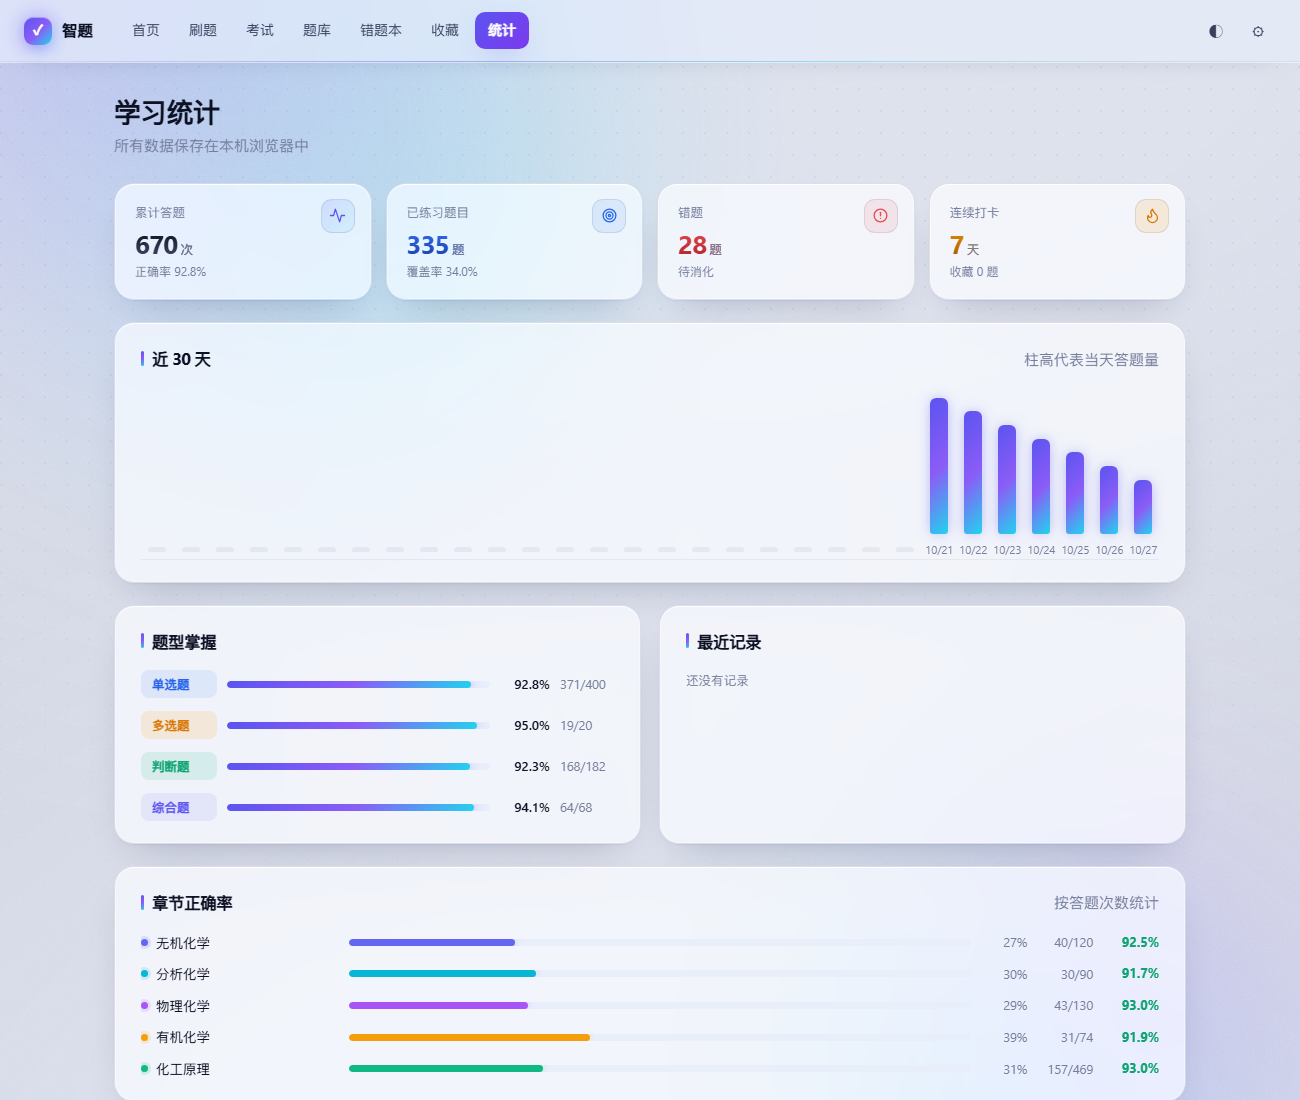 智题 首页 刷题 考试 题库 错题本 收藏 统计
学习统计
所有数据保存在本机浏览器中
累计答题
670 次
正确率 92.8%
已练习题目
335 题
覆盖率 34.0%
错题
28 题
待消化
连续打卡
7 天
收藏 0 题
近 30 天 柱高代表当天答题量
10/21 10/22 10/23 10/24 10/25 10/26 10/27
题型掌握
单选题 92.8% 371/400
多选题 95.0% 19/20
判断题 92.3% 168/182
综合题 94.1% 64/68
最近记录
还没有记录
章节正确率 按答题次数统计
无机化学 27% 40/120 92.5%
分析化学 30% 30/90 91.7%
物理化学 29% 43/130 93.0%
有机化学 39% 31/74 91.9%
化工原理 31% 157/469 93.0%